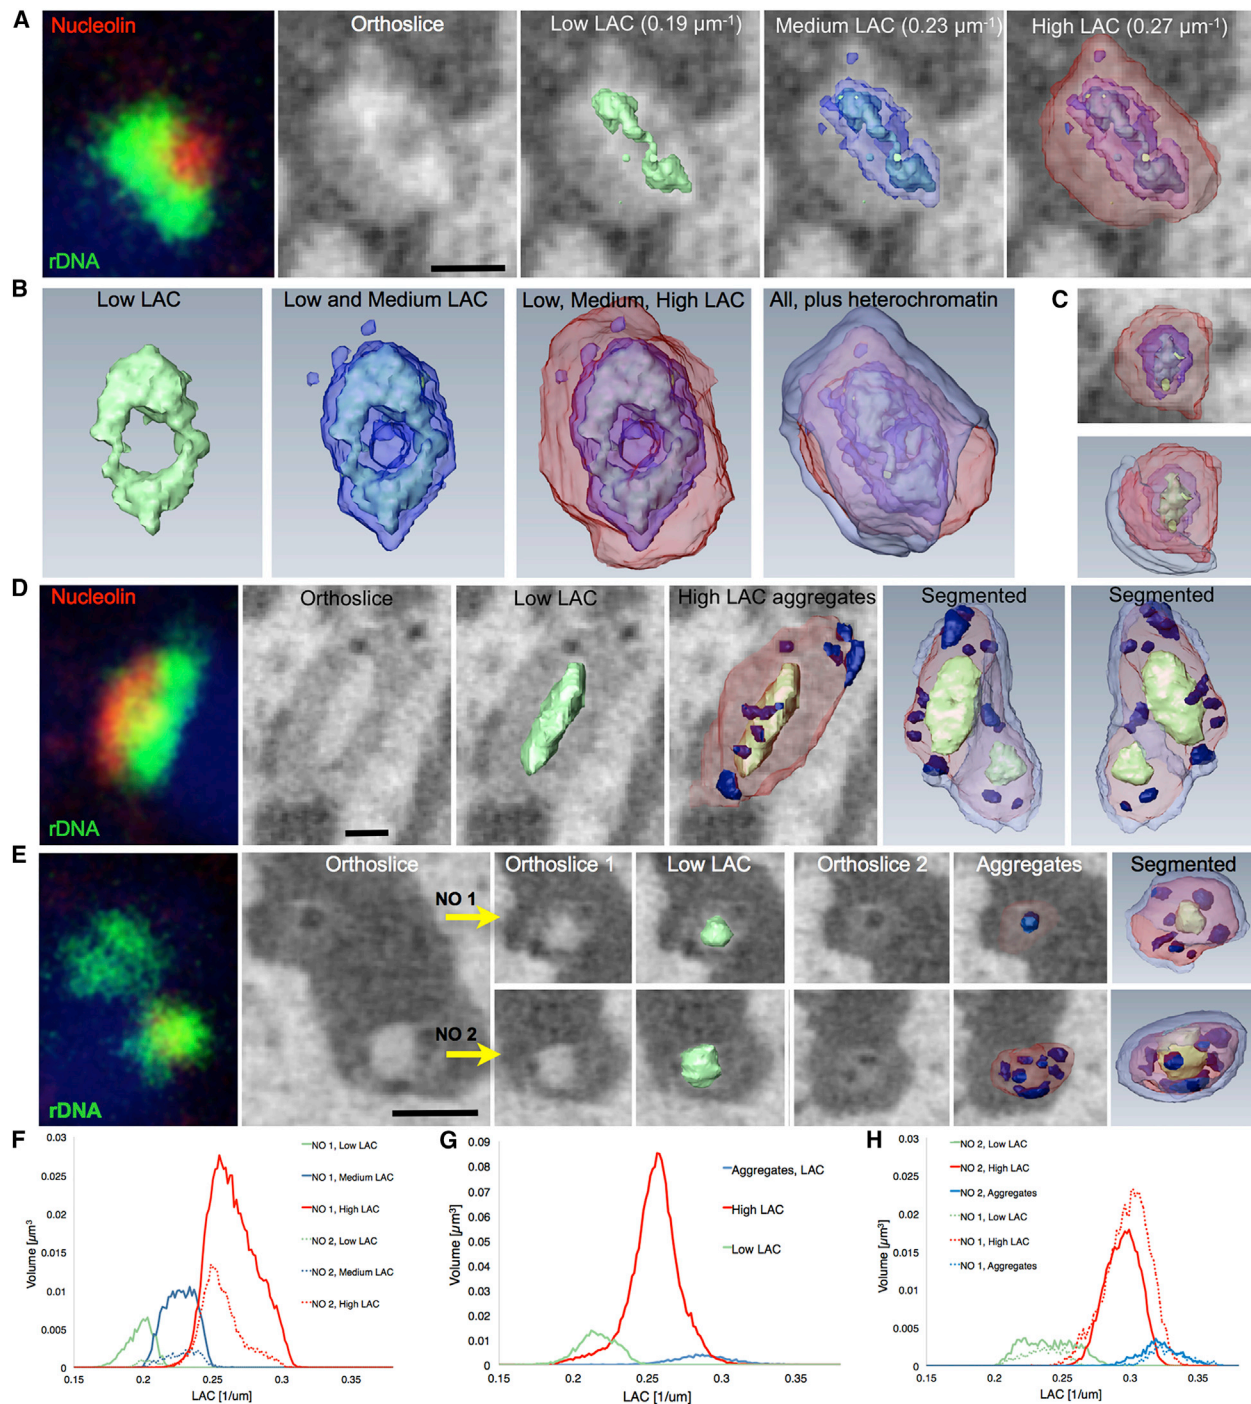 A
Nucleolin
rDNA
Orthoslice
Low LAC (0.19 µm-1)
Medium LAC (0.23 µm-1)
High LAC (0.27 µm-1)
B
Low LAC
Low and Medium LAC
Low, Medium, High LAC
All, plus heterochromatin
C
D
Nucleolin
rDNA
Orthoslice
Low LAC
High LAC aggregates
Segmented
Segmented
E
rDNA
Orthoslice
NO 1
NO 2
Orthoslice 1
Low LAC
Orthoslice 2
Aggregates
Segmented
F
Volume [µm³]
0.03
0.025
0.02
0.015
0.01
0.005
0
0.15
0.2
0.25
0.3
0.35
LAC [1/um]
NO 1, Low LAC
NO 1, Medium LAC
NO 1, High LAC
NO 2, Low LAC
NO 2, Medium LAC
NO 2, High LAC
G
Volume [µm³]
0.09
0.08
0.07
0.06
0.05
0.04
0.03
0.02
0.01
0
0.15
0.2
0.25
0.3
0.35
LAC [1/um]
Aggregates, LAC
High LAC
Low LAC
H
Volume [µm³]
0.03
0.025
0.02
0.015
0.01
0.005
0
0.15
0.2
0.25
0.3
0.35
LAC [1/um]
NO 2, Low LAC
NO 2, High LAC
NO 2, Aggregates
NO 1, Low LAC
NO 1, High LAC
NO 1, Aggregates